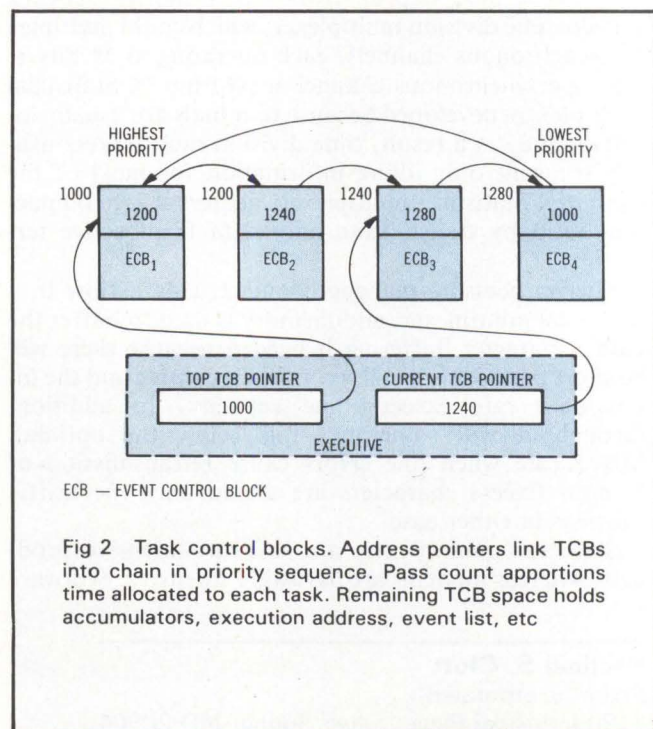 HIGHEST PRIORITY
LOWEST PRIORITY
1000
1200
1200
1240
1240
1280
1280
1000
ECB1
ECB2
ECB3
ECB4
TOP TCB POINTER
1000
CURRENT TCB POINTER
1240
EXECUTIVE
ECB — EVENT CONTROL BLOCK
Fig 2 Task control blocks. Address pointers link TCBs
into chain in priority sequence. Pass count apportions
time allocated to each task. Remaining TCB space holds
accumulators, execution address, event list, etc